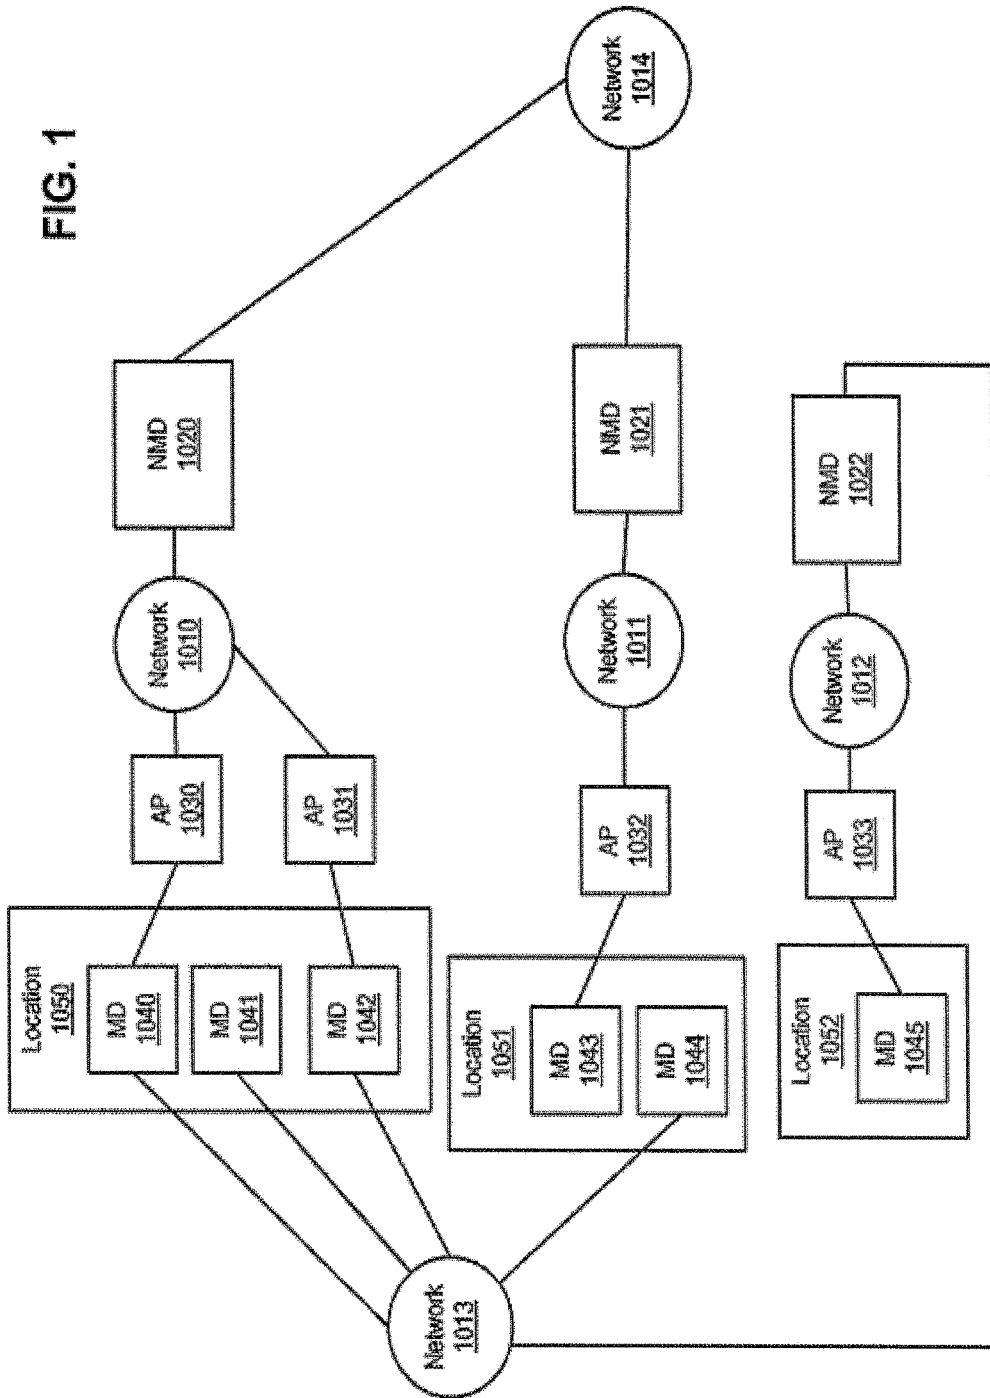 FIG. 1
Location
1050
MD
1040
MD
1041
MD
1042
AP
1030
AP
1031
Network
1010
NMD
1020
Network
1013
Location
1051
MD
1043
MD
1044
AP
1032
Network
1011
NMD
1021
Network
1014
Location
1052
MD
1045
AP
1033
Network
1012
NMD
1022